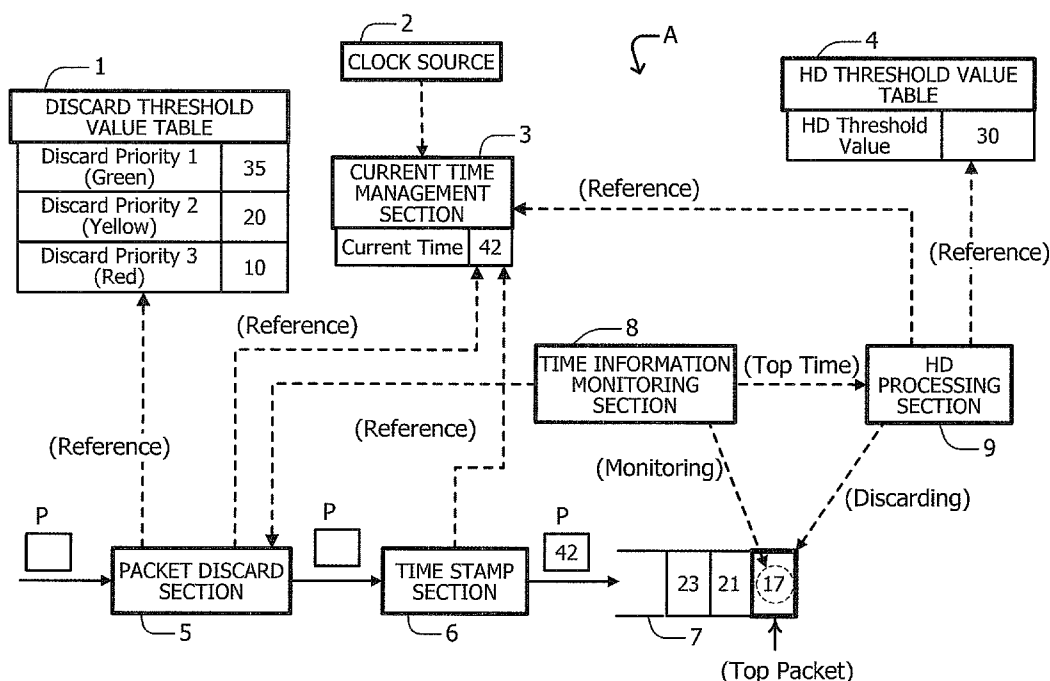 2
CLOCK SOURCE
A
4
HD THRESHOLD VALUE
TABLE
HD Threshold
Value
30
1
DISCARD THRESHOLD
VALUE TABLE
Discard Priority 1
(Green)
35
Discard Priority 2
(Yellow)
20
Discard Priority 3
(Red)
10
3
CURRENT TIME
MANAGEMENT
SECTION
Current Time
42
(Reference)
(Reference)
(Reference)
8
TIME INFORMATION
MONITORING
SECTION
(Top Time)
HD
PROCESSING
SECTION
9
(Reference)
(Reference)
(Monitoring)
(Discarding)
P
PACKET DISCARD
SECTION
5
P
TIME STAMP
SECTION
6
P
42
23
21
17
7
(Top Packet)